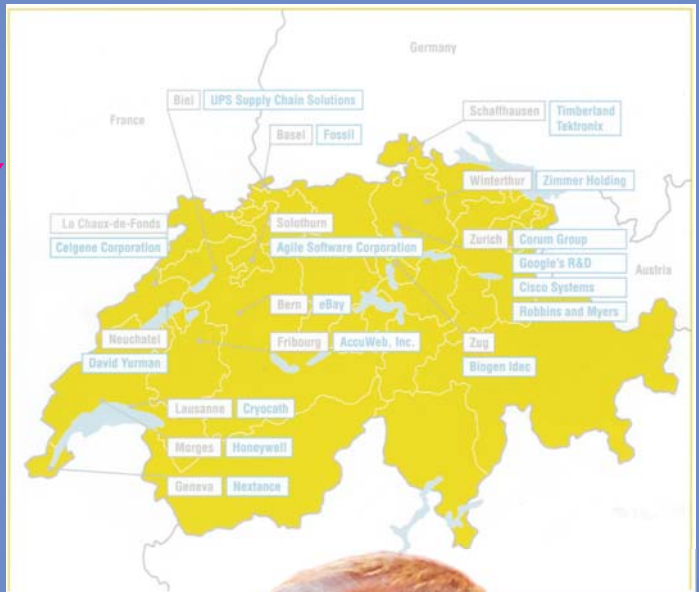 Germany
France
Biel UPS Supply Chain Solutions
Schaffhausen Timberland
Tektronix
Basel Fossil
Winterthur Zimmer Holding
La Chaux-de-Fonds
Celgene Corporation
Solothurn
Agile Software Corporation
Zurich Corum Group
Google's R&D
Cisco Systems
Robbins and Myers
Austria
Bern eBay
Neuchatel
David Yurman
Fribourg AccuWeb, Inc.
Zug
Biogen Idec
Lausanne Cryocath
Morges Honeywell
Geneva Nextance